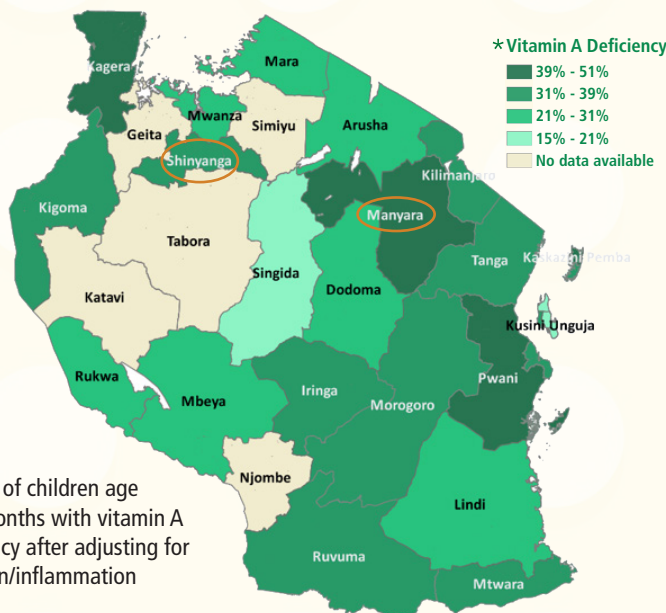 *Vitamin A Deficiency
39% - 51%
31% - 39%
21% - 31%
15% - 21%
No data available
Kagera
Mara
Mwanza
Geita
Simiyu
Arusha
Shinyanga
Kilimanjaro
Kigoma
Manyara
Tabora
Tanga
Kaskazini Pemba
Singida
Dodoma
Katavi
Kusini Unguja
Rukwa
Mbeya
Iringa
Morogoro
Pwani
Njombe
Lindi
Ruvuma
Mtwara
of children age
onths with vitamin A
cy after adjusting for
n/inflammation